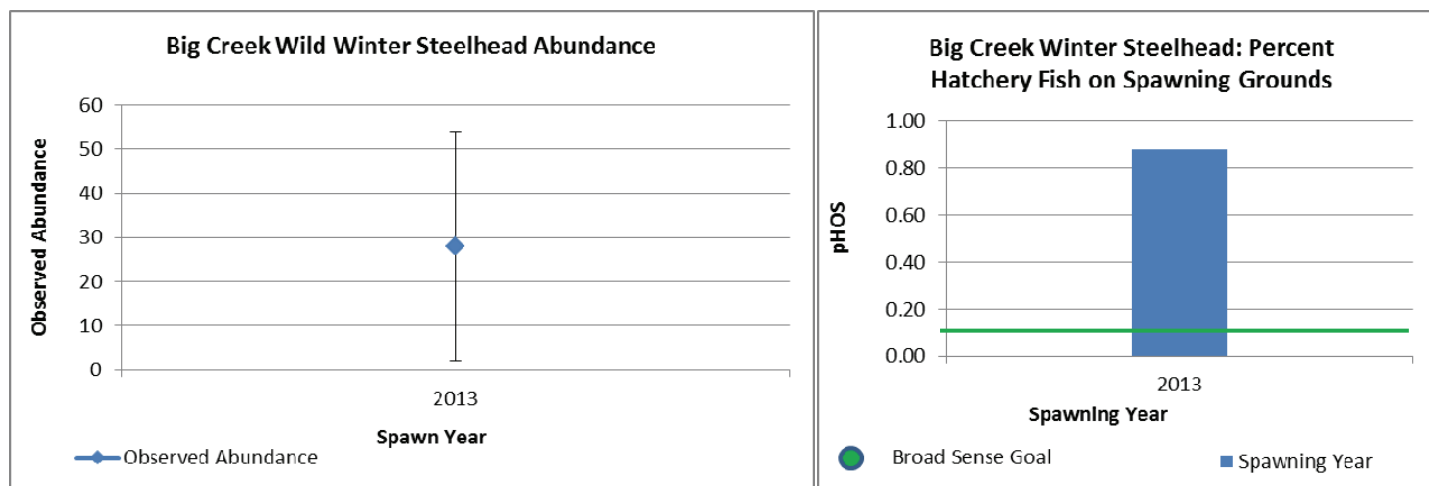 Big Creek Wild Winter Steelhead Abundance
60
50
40
30
20
10
0
Observed Abundance
2013
Spawn Year
Observed Abundance
Big Creek Winter Steelhead: Percent
Hatchery Fish on Spawning Grounds
1.00
0.80
0.60
0.40
0.20
0.00
pHOS
2013
Spawning Year
Broad Sense Goal
Spawning Year